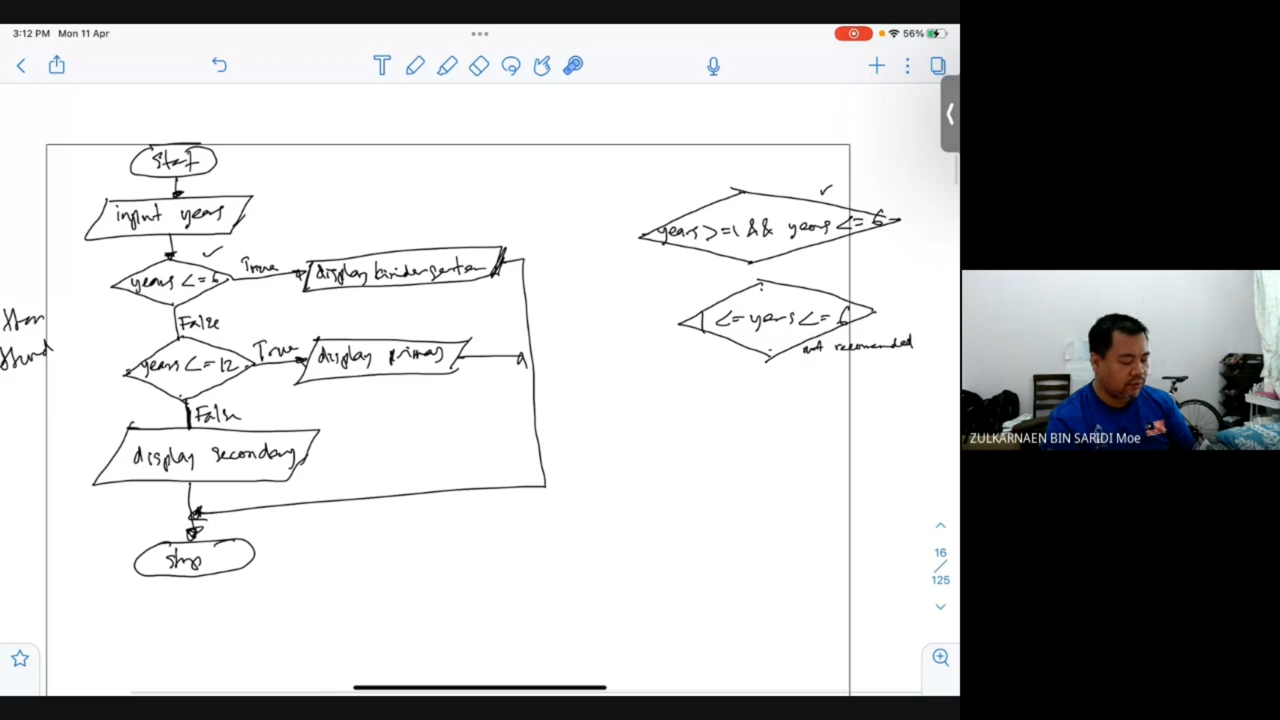 3:12 PM Mon 11 Apr
56%
start
input years
years <= 6
True
display kindergarten
False
years <= 12
True
display primary
False
display secondary
stop
years >=1 && years <= 6
1 <= years <= 6
not recomended
16
/
125
ZULKARNAEN BIN SARIDI Moe